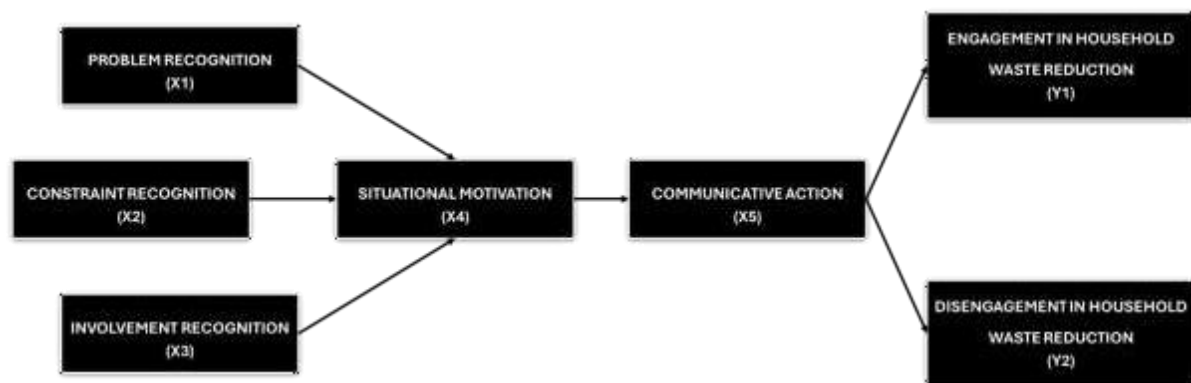 PROBLEM RECOGNITION
(X1)
CONSTRAINT RECOGNITION
(X2)
INVOLVEMENT RECOGNITION
(X3)
SITUATIONAL MOTIVATION
(X4)
COMMUNICATIVE ACTION
(X5)
ENGAGEMENT IN HOUSEHOLD
WASTE REDUCTION
(Y1)
DISENGAGEMENT IN HOUSEHOLD
WASTE REDUCTION
(Y2)